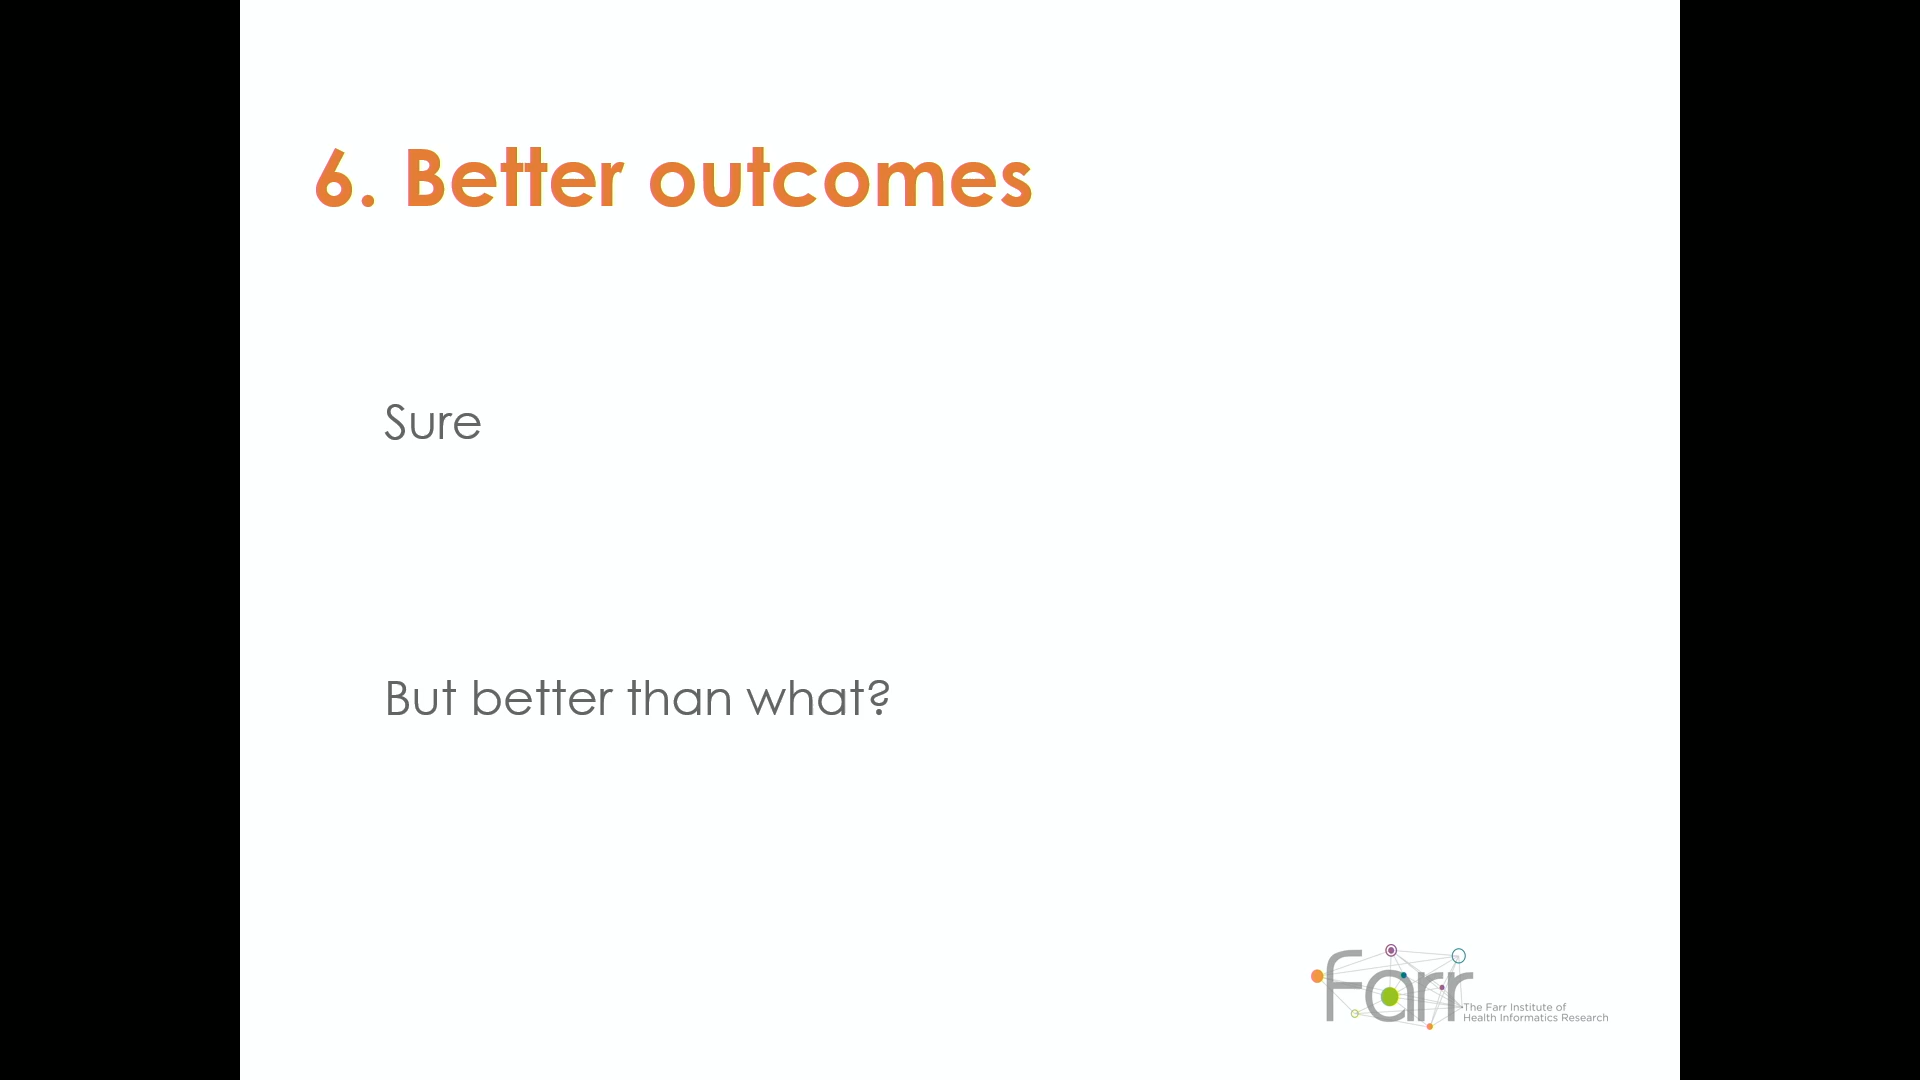 6. Better outcomes
Sure
But better than what?
farr
The Farr Institute of
Health Informatics Research